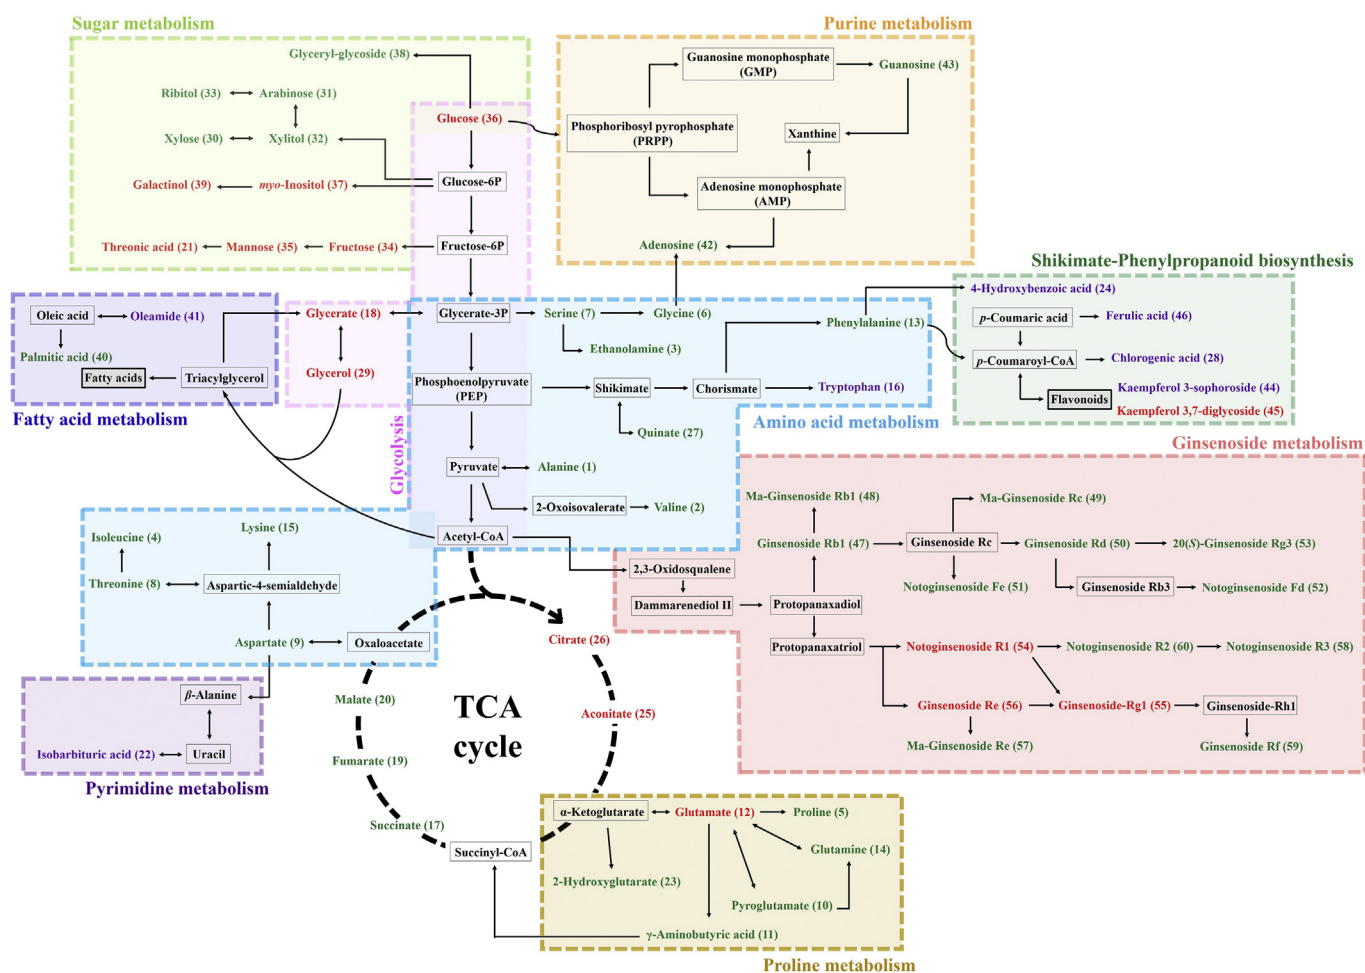 Sugar metabolism
Purine metabolism
Glyceryl-glycoside (38)
Ribitol (33)
Arabinose (31)
Xylose (30)
Xylitol (32)
Galactinol (39)
myo-Inositol (37)
Threonic acid (21)
Mannose (35)
Fructose (34)
Glucose (36)
Glucose-6P
Fructose-6P
Guanosine monophosphate
(GMP)
Guanosine (43)
Phosphoribosyl pyrophosphate
(PRPP)
Xanthine
Adenosine monophosphate
(AMP)
Adenosine (42)
Shikimate-Phenylpropanoid biosynthesis
4-Hydroxybenzoic acid (24)
p-Coumaric acid
Ferulic acid (46)
p-Coumaroyl-CoA
Chlorogenic acid (28)
Kaempferol 3-sophoroside (44)
Flavonoids
Kaempferol 3,7-diglycoside (45)
Oleic acid
Oleamide (41)
Palmitic acid (40)
Fatty acids
Triacylglycerol
Fatty acid metabolism
Glycerate (18)
Glycerol (29)
Glycolysis
Glycerate-3P
Serine (7)
Glycine (6)
Ethanolamine (3)
Phenylalanine (13)
Phosphoenolpyruvate
(PEP)
Shikimate
Chorismate
Tryptophan (16)
Quinate (27)
Amino acid metabolism
Pyruvate
Alanine (1)
2-Oxoisovalerate
Valine (2)
Acetyl-CoA
Lysine (15)
Isoleucine (4)
Threonine (8)
Aspartic-4-semialdehyde
Aspartate (9)
Oxaloacetate
β-Alanine
Isobarbituric acid (22)
Uracil
Pyrimidine metabolism
Ginsenoside metabolism
Ma-Ginsenoside Rb1 (48)
Ma-Ginsenoside Rc (49)
Ginsenoside Rb1 (47)
Ginsenoside Rc
Ginsenoside Rd (50)
20(S)-Ginsenoside Rg3 (53)
2,3-Oxidosqualene
Notoginsenoside Fe (51)
Ginsenoside Rb3
Notoginsenoside Fd (52)
Dammarenediol II
Protopanaxadiol
Protopanaxatriol
Notoginsenoside R1 (54)
Notoginsenoside R2 (60)
Notoginsenoside R3 (58)
Ginsenoside Re (56)
Ginsenoside-Rg1 (55)
Ginsenoside-Rh1
Ma-Ginsenoside Re (57)
Ginsenoside Rf (59)
TCA
cycle
Citrate (26)
Aconitate (25)
Malate (20)
Fumarate (19)
Succinate (17)
Succinyl-CoA
α-Ketoglutarate
Glutamate (12)
Proline (5)
Glutamine (14)
2-Hydroxyglutarate (23)
Pyroglutamate (10)
γ-Aminobutyric acid (11)
Proline metabolism